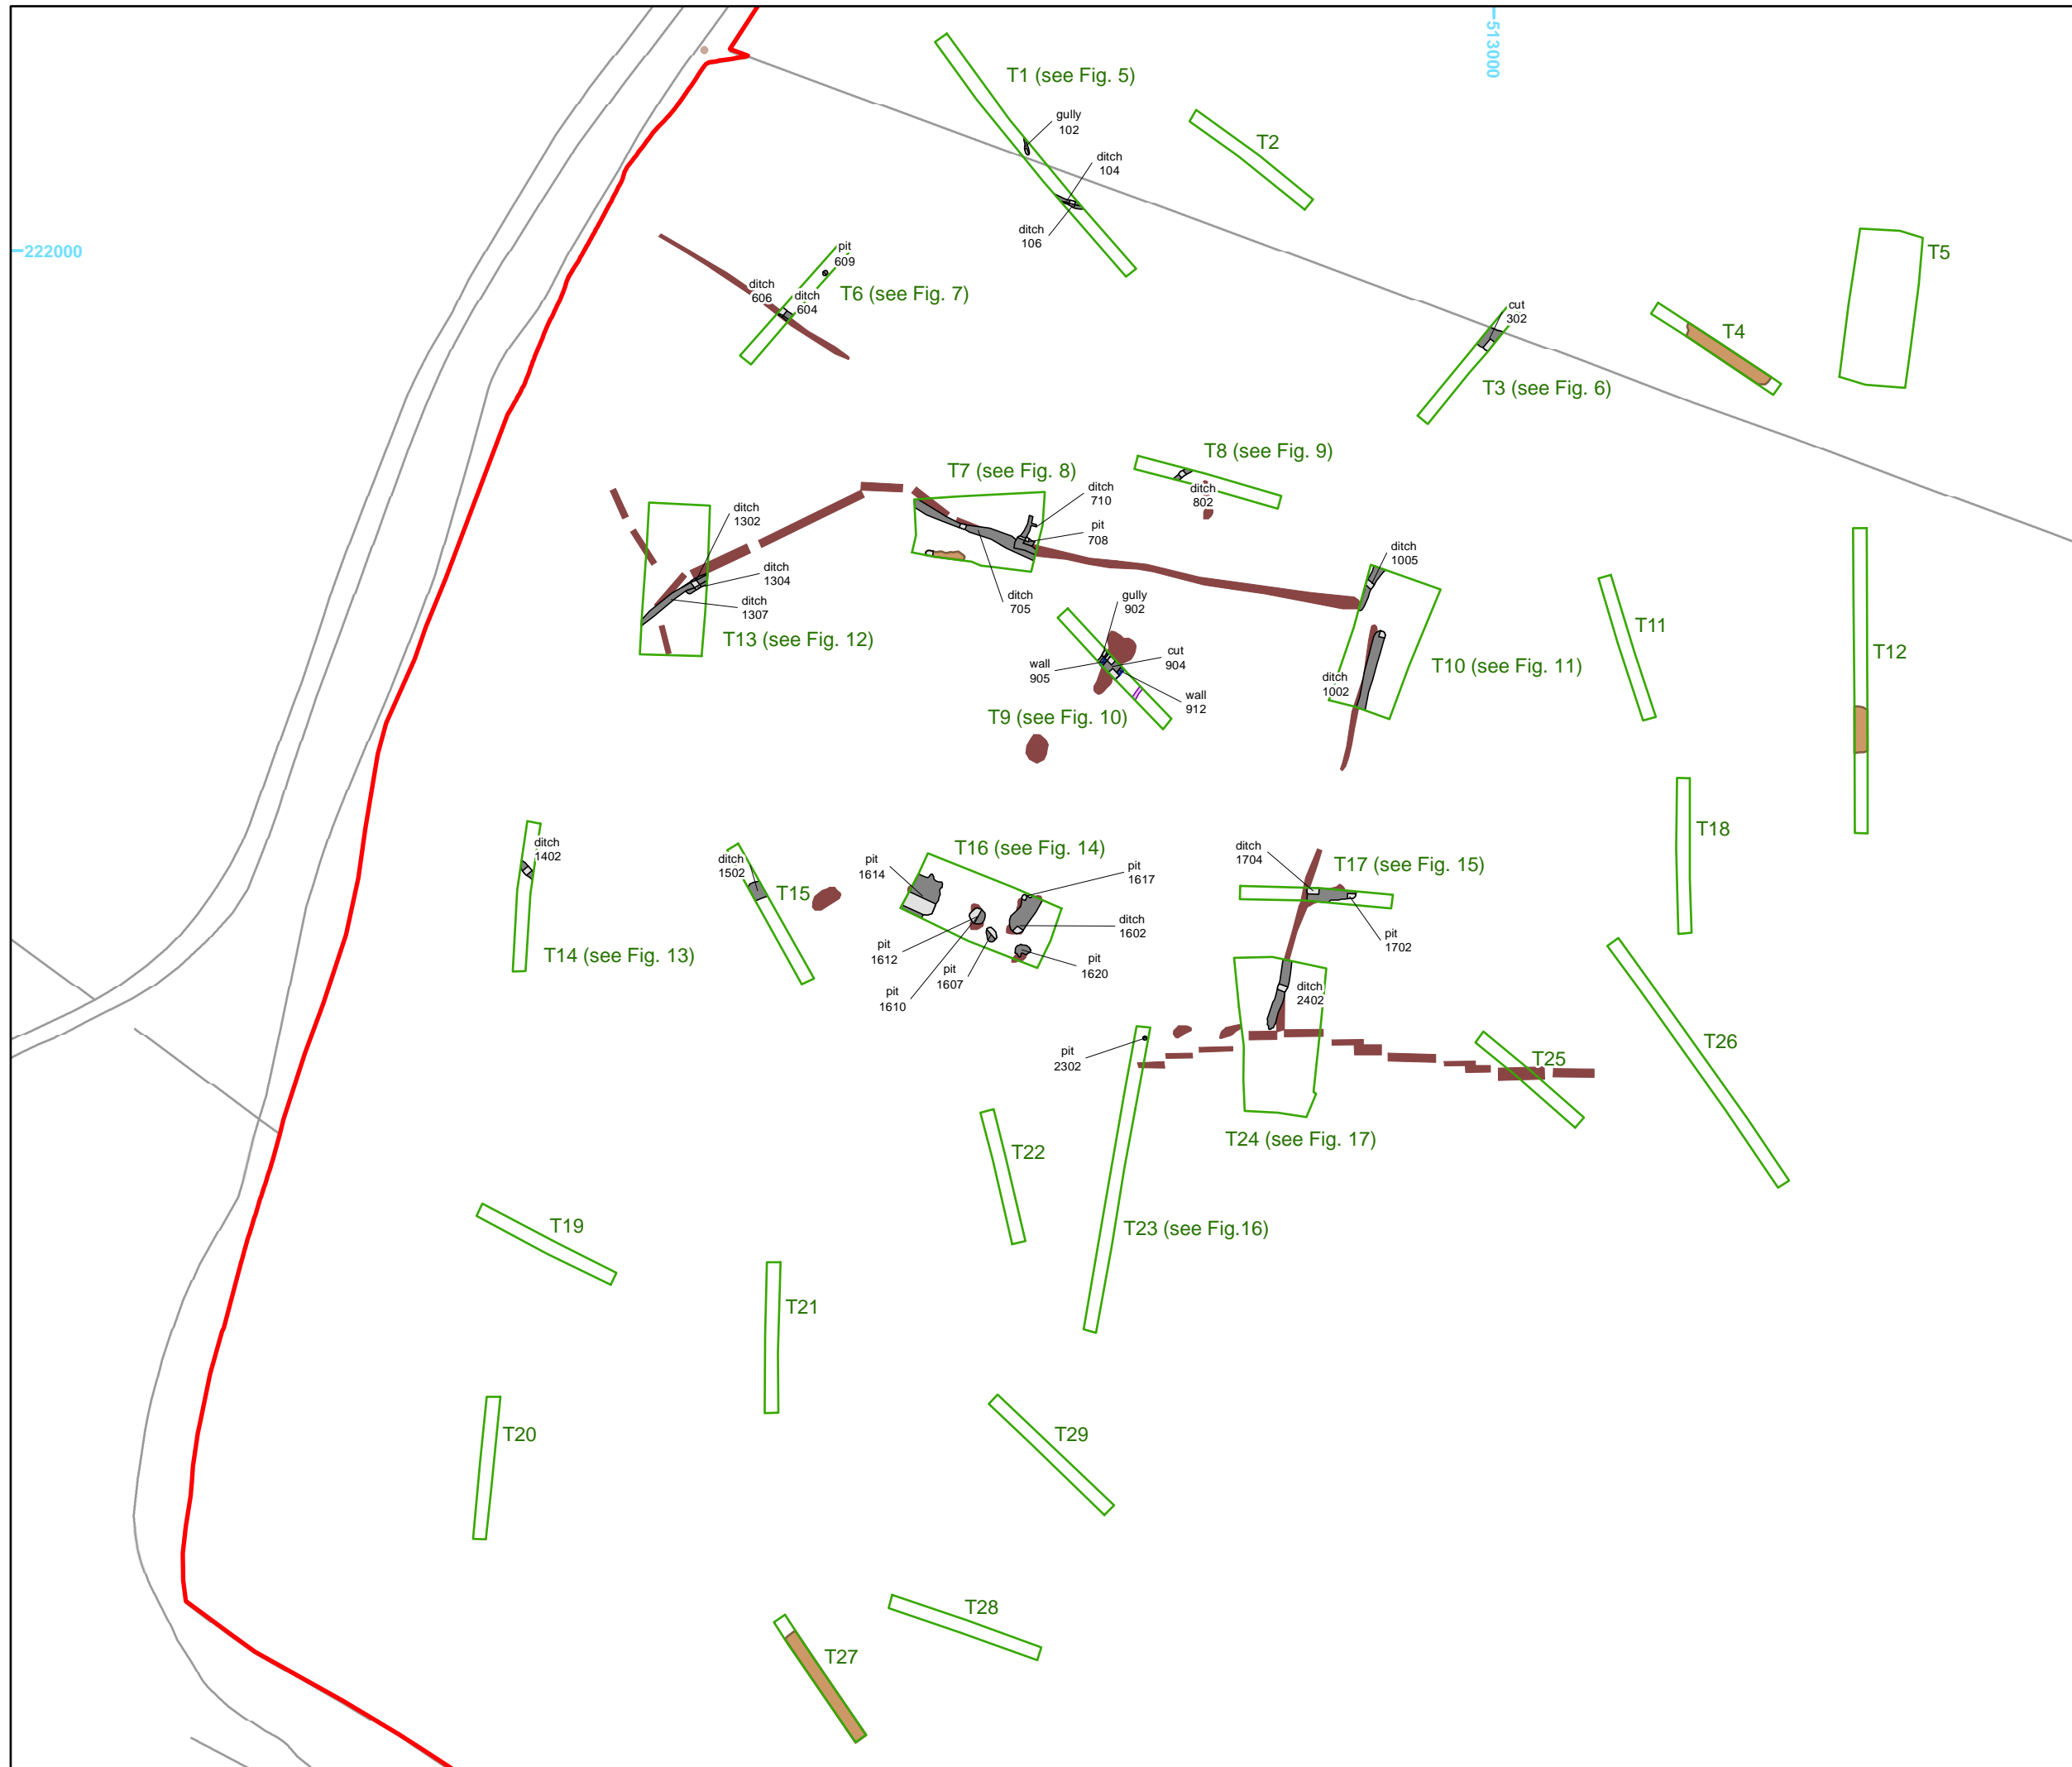 513000
222000
T1 (see Fig. 5)
gully
102
ditch
104
ditch
106
T2
T5
pit
609
ditch
606
ditch
604
T6 (see Fig. 7)
cut
302
T4
T3 (see Fig. 6)
T8 (see Fig. 9)
ditch
802
T7 (see Fig. 8)
ditch
710
pit
708
ditch
705
ditch
1302
ditch
1304
ditch
1307
T13 (see Fig. 12)
ditch
1005
gully
902
cut
904
wall
905
wall
912
T9 (see Fig. 10)
ditch
1002
T10 (see Fig. 11)
T11
T12
T18
ditch
1402
T14 (see Fig. 13)
ditch
1502
T15
pit
1614
T16 (see Fig. 14)
pit
1617
ditch
1602
pit
1612
pit
1607
pit
1610
pit
1620
ditch
1704
T17 (see Fig. 15)
pit
1702
ditch
2402
pit
2302
T25
T26
T24 (see Fig. 17)
T22
T23 (see Fig.16)
T19
T21
T20
T29
T28
T27